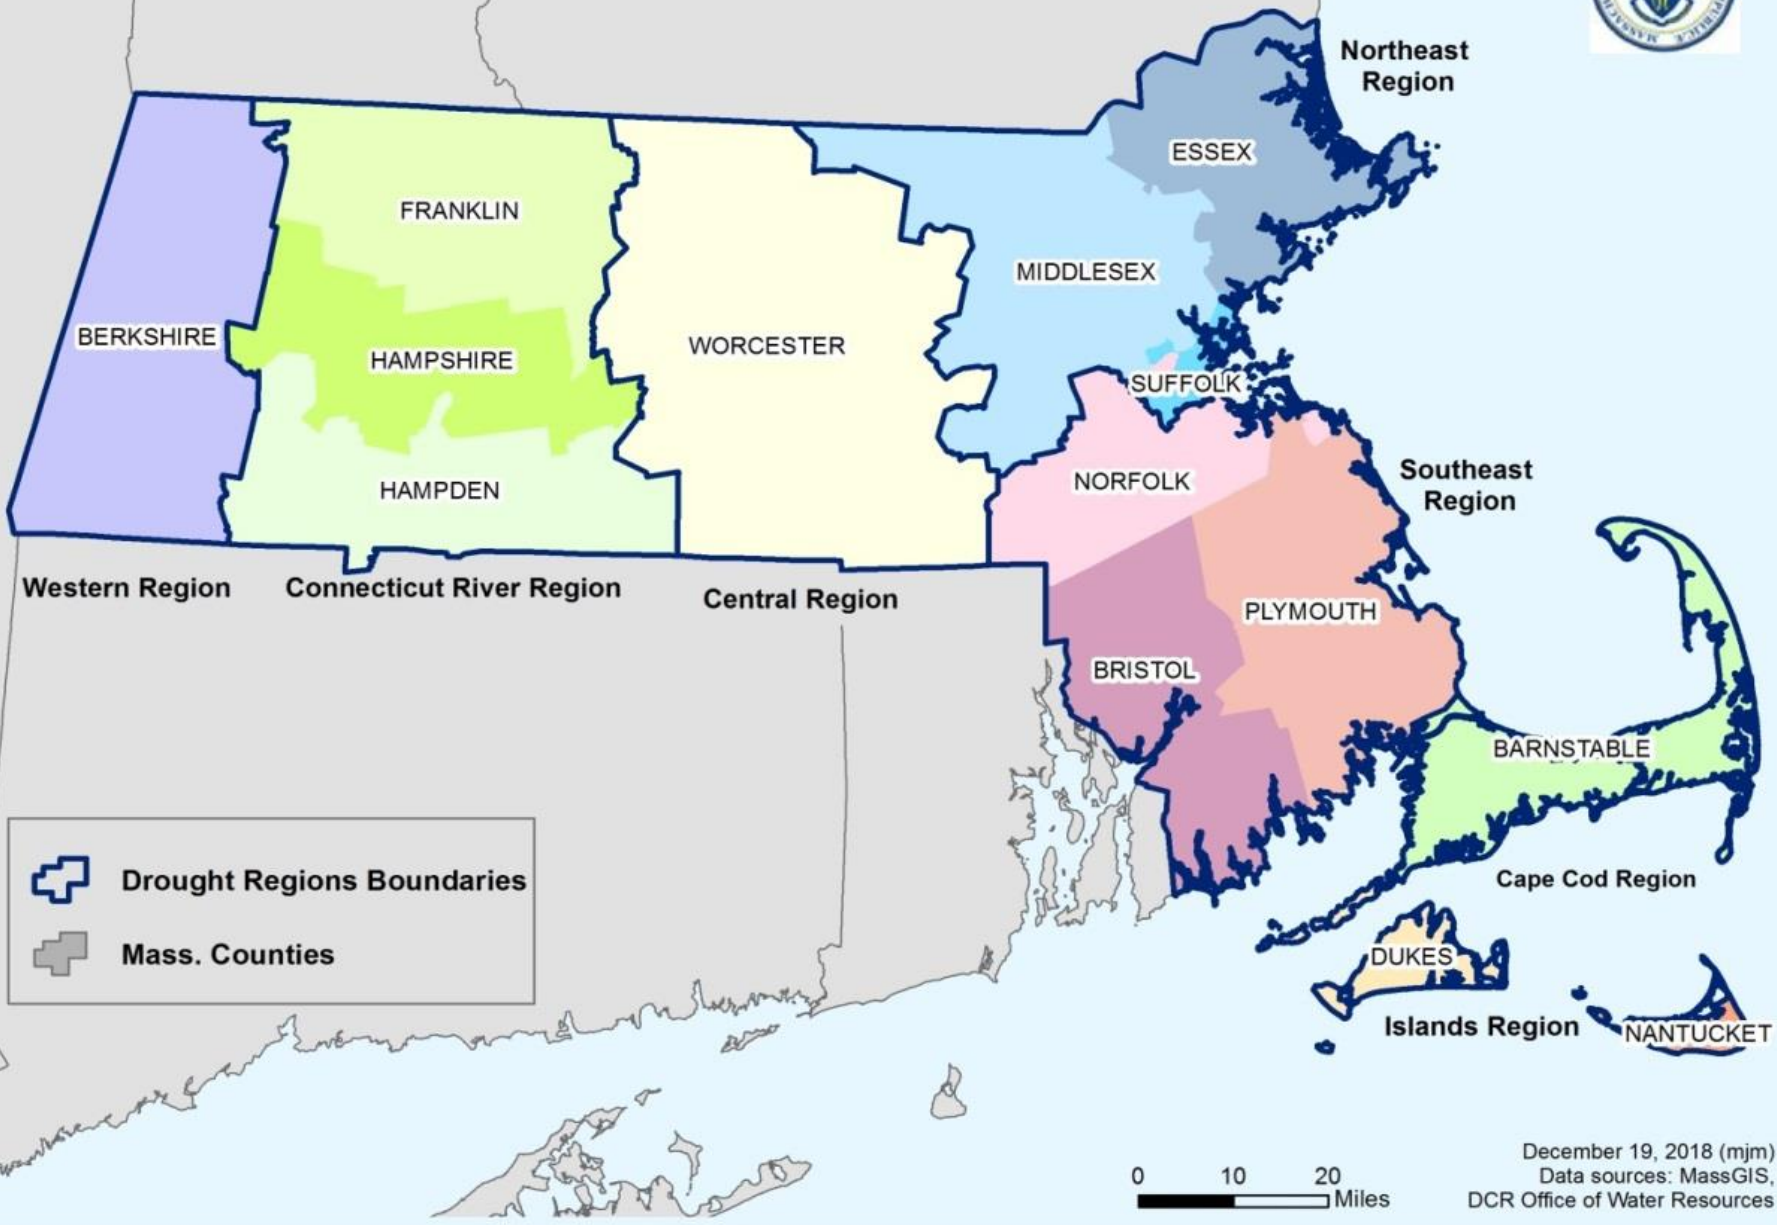 Northeast
Region
ESSEX
FRANKLIN
MIDDLESEX
BERKSHIRE
HAMPSHIRE
WORCESTER
SUFFOLK
HAMPDEN
NORFOLK
Southeast
Region
Western Region
Connecticut River Region
Central Region
PLYMOUTH
BRISTOL
BARNSTABLE
Cape Cod Region
Drought Regions Boundaries
Mass. Counties
DUKES
Islands Region
NANTUCKET
December 19, 2018 (mjm)
Data sources: MassGIS,
DCR Office of Water Resources
0 10 20
Miles